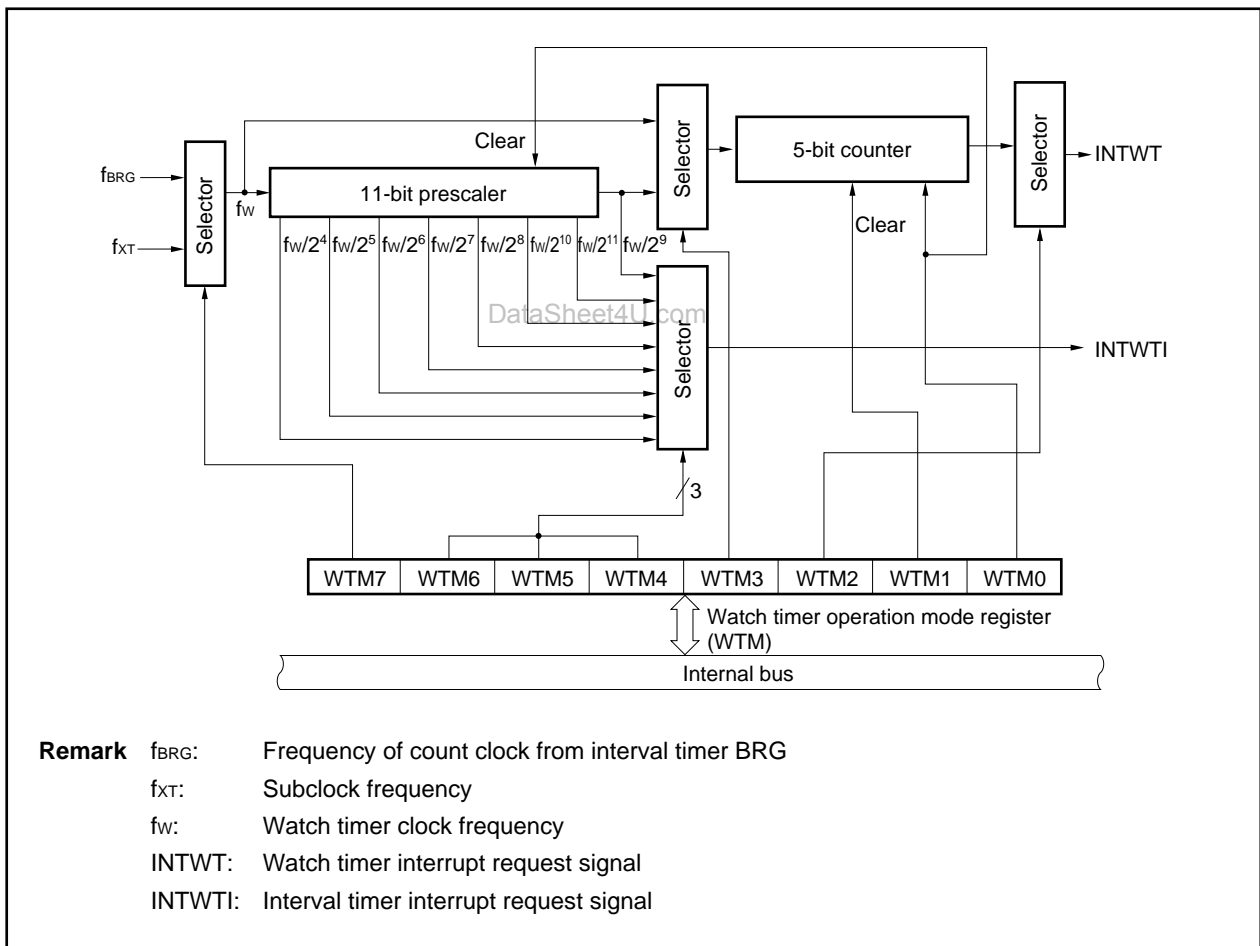 Clear
5-bit counter
Selector
Selector
INTWT
fBRG
Selector
fW
11-bit prescaler
Clear
fXT
fW/2⁴ fW/2⁵ fW/2⁶ fW/2⁷ fW/2⁸ fW/2¹⁰ fW/2¹¹ fW/2⁹
DataSheet4U.com
Selector
INTWTI
3
WTM7 WTM6 WTM5 WTM4 WTM3 WTM2 WTM1 WTM0
Watch timer operation mode register
(WTM)
Internal bus
Remark fBRG: Frequency of count clock from interval timer BRG
fXT: Subclock frequency
fW: Watch timer clock frequency
INTWT: Watch timer interrupt request signal
INTWTI: Interval timer interrupt request signal